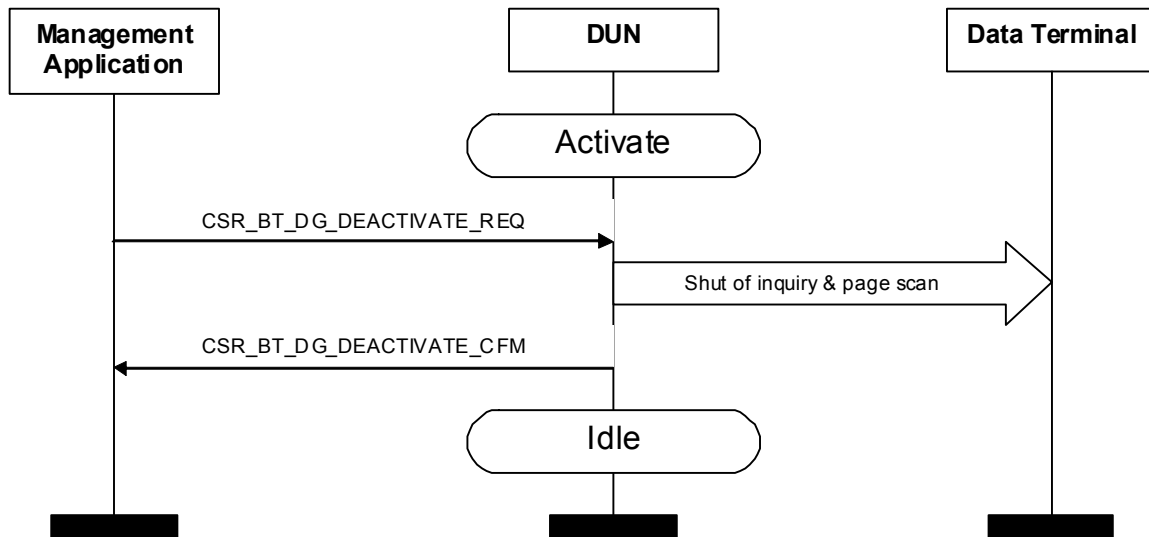 Management
Application
DUN
Data Terminal
Activate
CSR_BT_DG_DEACTIVATE_REQ
Shut of inquiry & page scan
CSR_BT_DG_DEACTIVATE_CFM
Idle